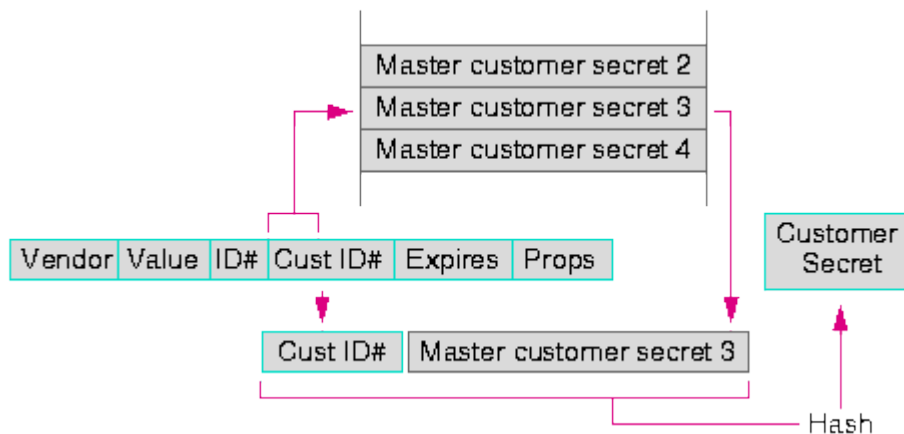 Master customer secret 2
Master customer secret 3
Master customer secret 4
Vendor Value ID# Cust ID# Expires Props
Customer
Secret
Cust ID# Master customer secret 3
Hash